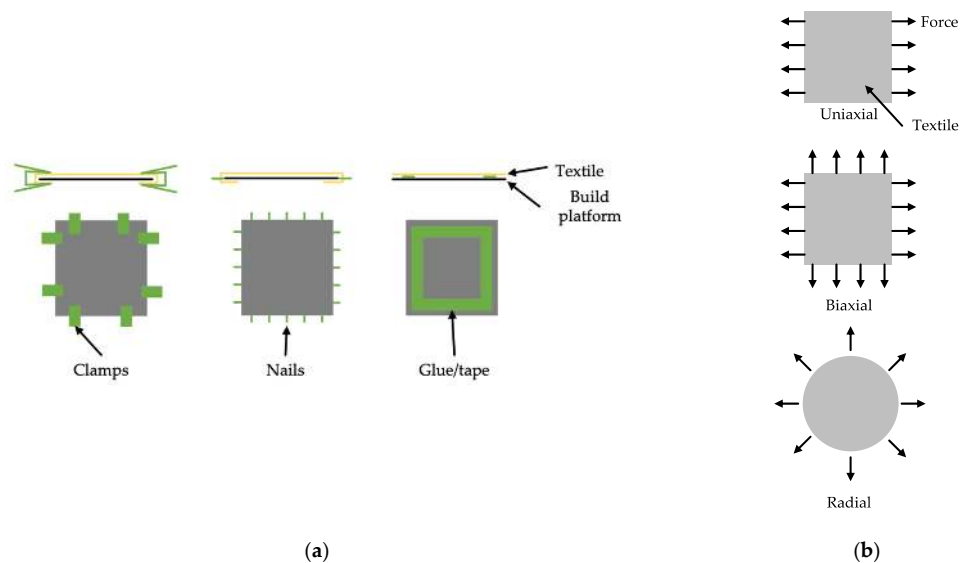 Textile
Build
platform
Clamps
Nails
Glue/tape
(a)
Force
Uniaxial
Textile
Biaxial
Radial
(b)